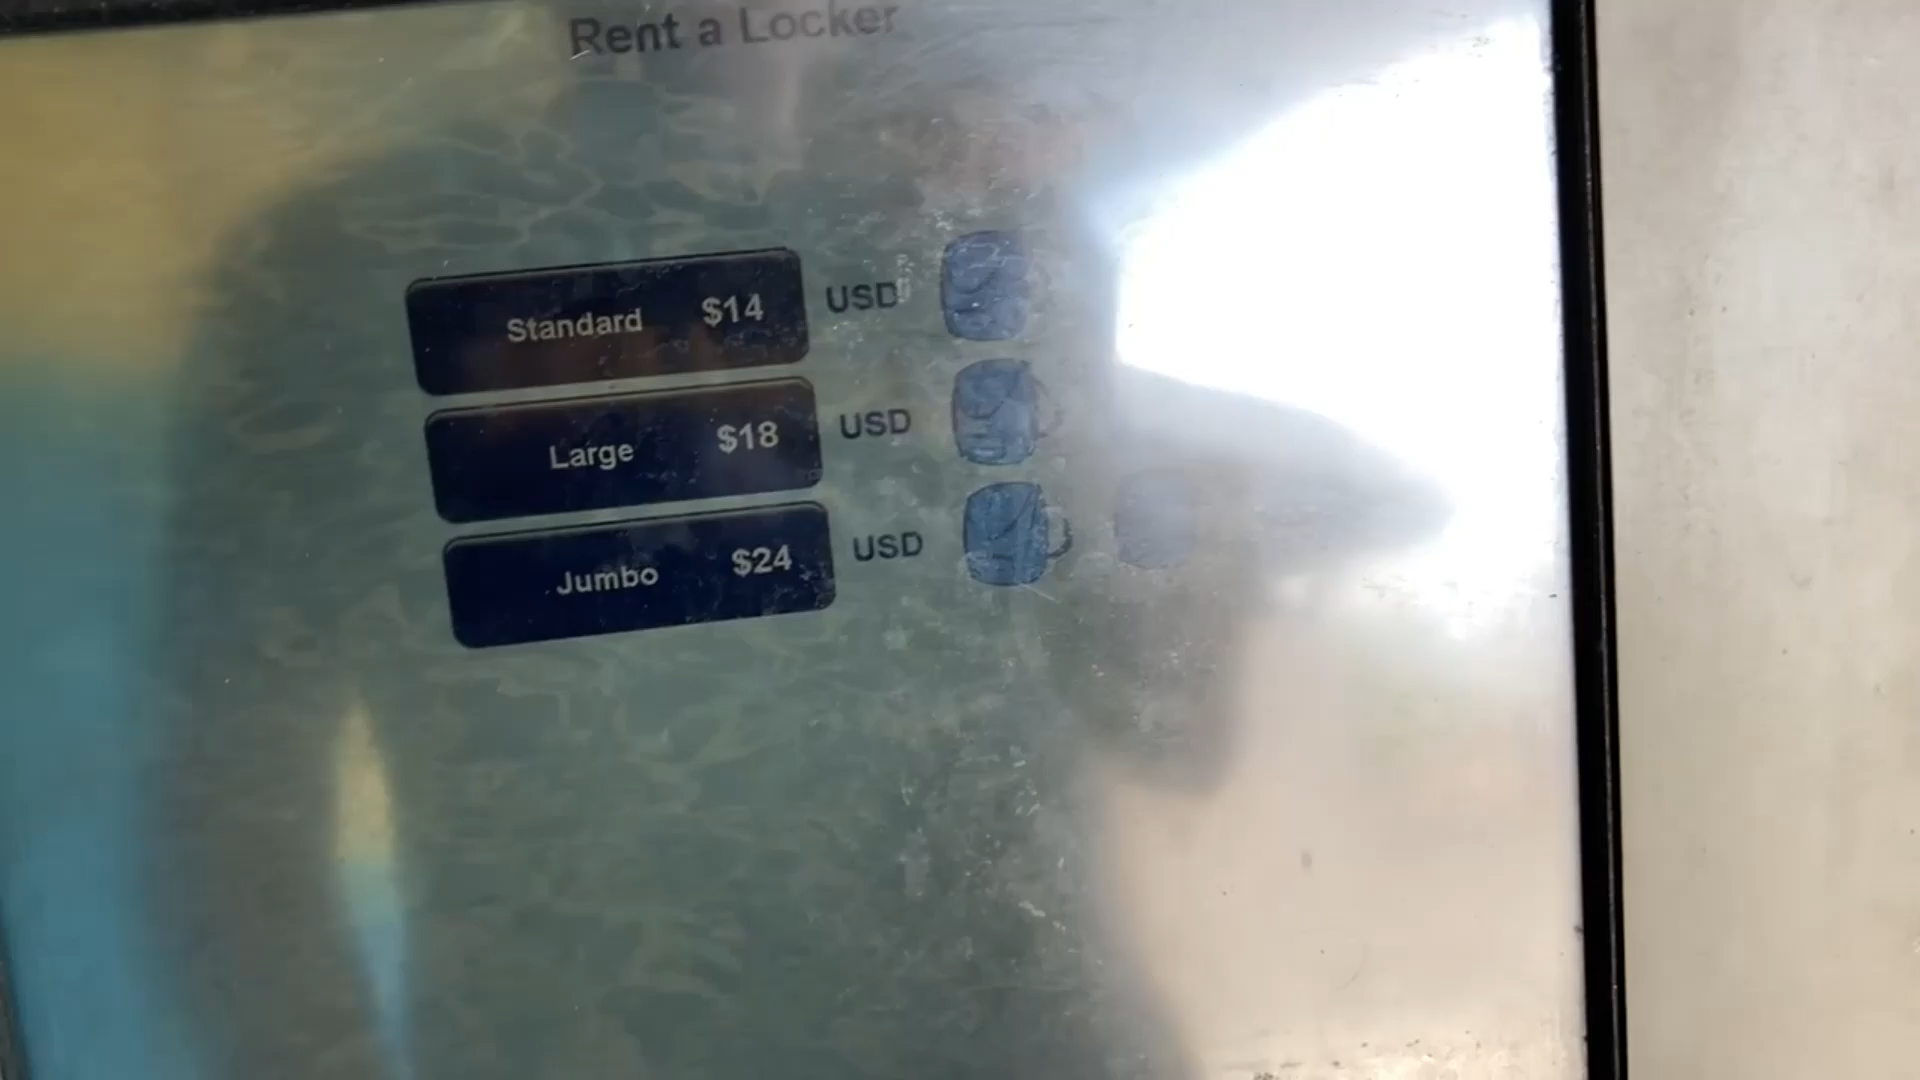 Rent a Locker
Standard $14 USD
Large $18 USD
Jumbo $24 USD